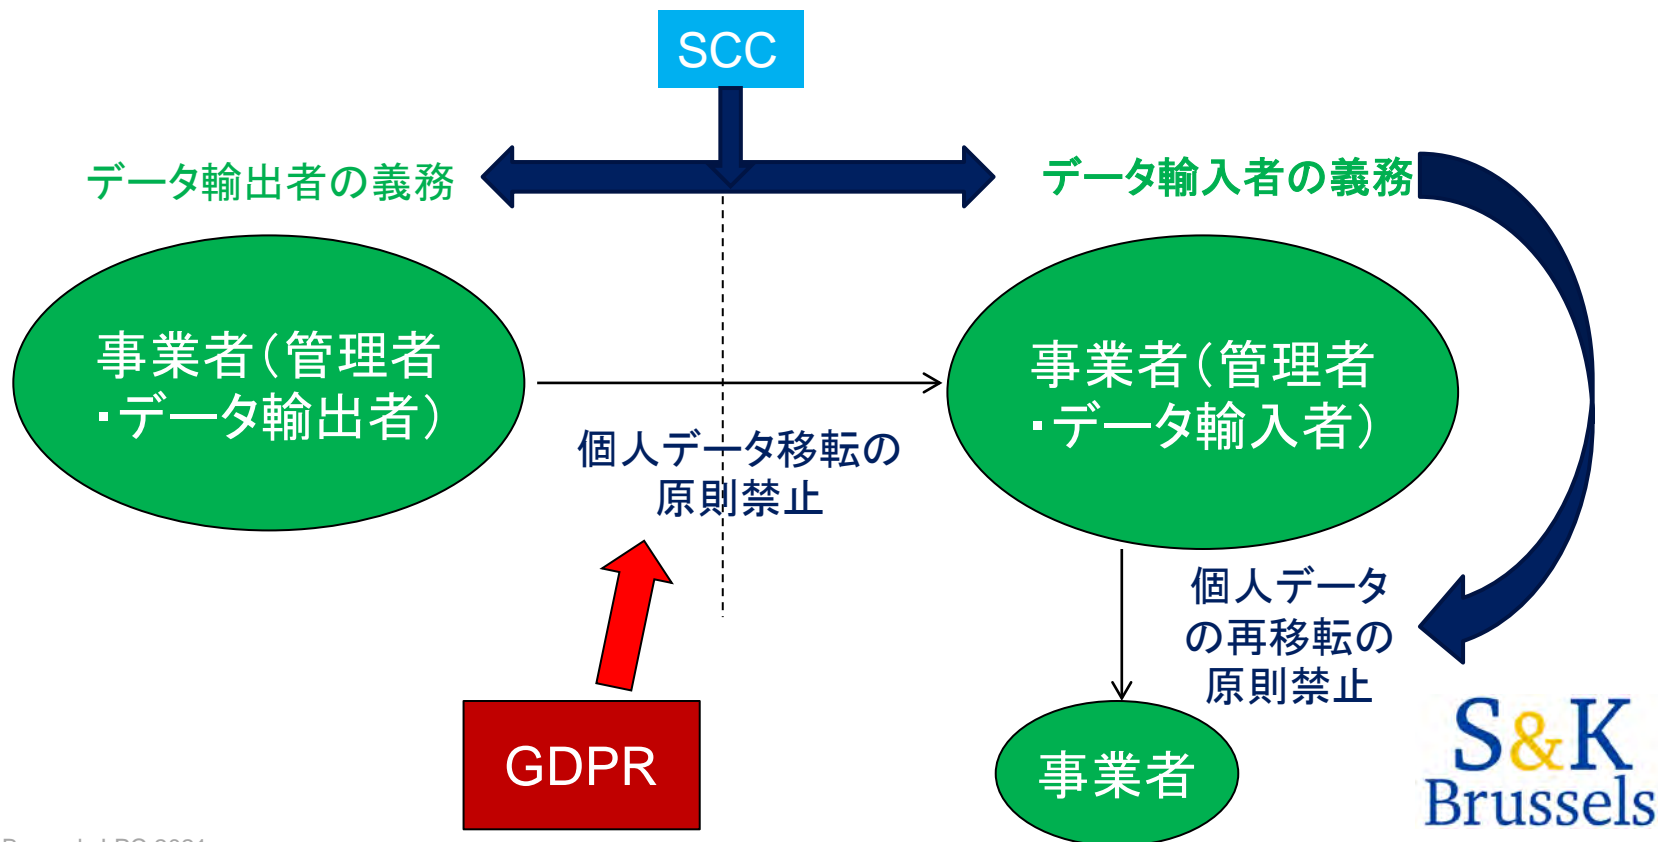 SCC
データ輸出者の義務
データ輸入者の義務
事業者（管理者
・データ輸出者）
事業者（管理者
・データ輸入者）
個人データ移転の
原則禁止
個人データ
の再移転の
原則禁止
GDPR
事業者
S&K
Brussels